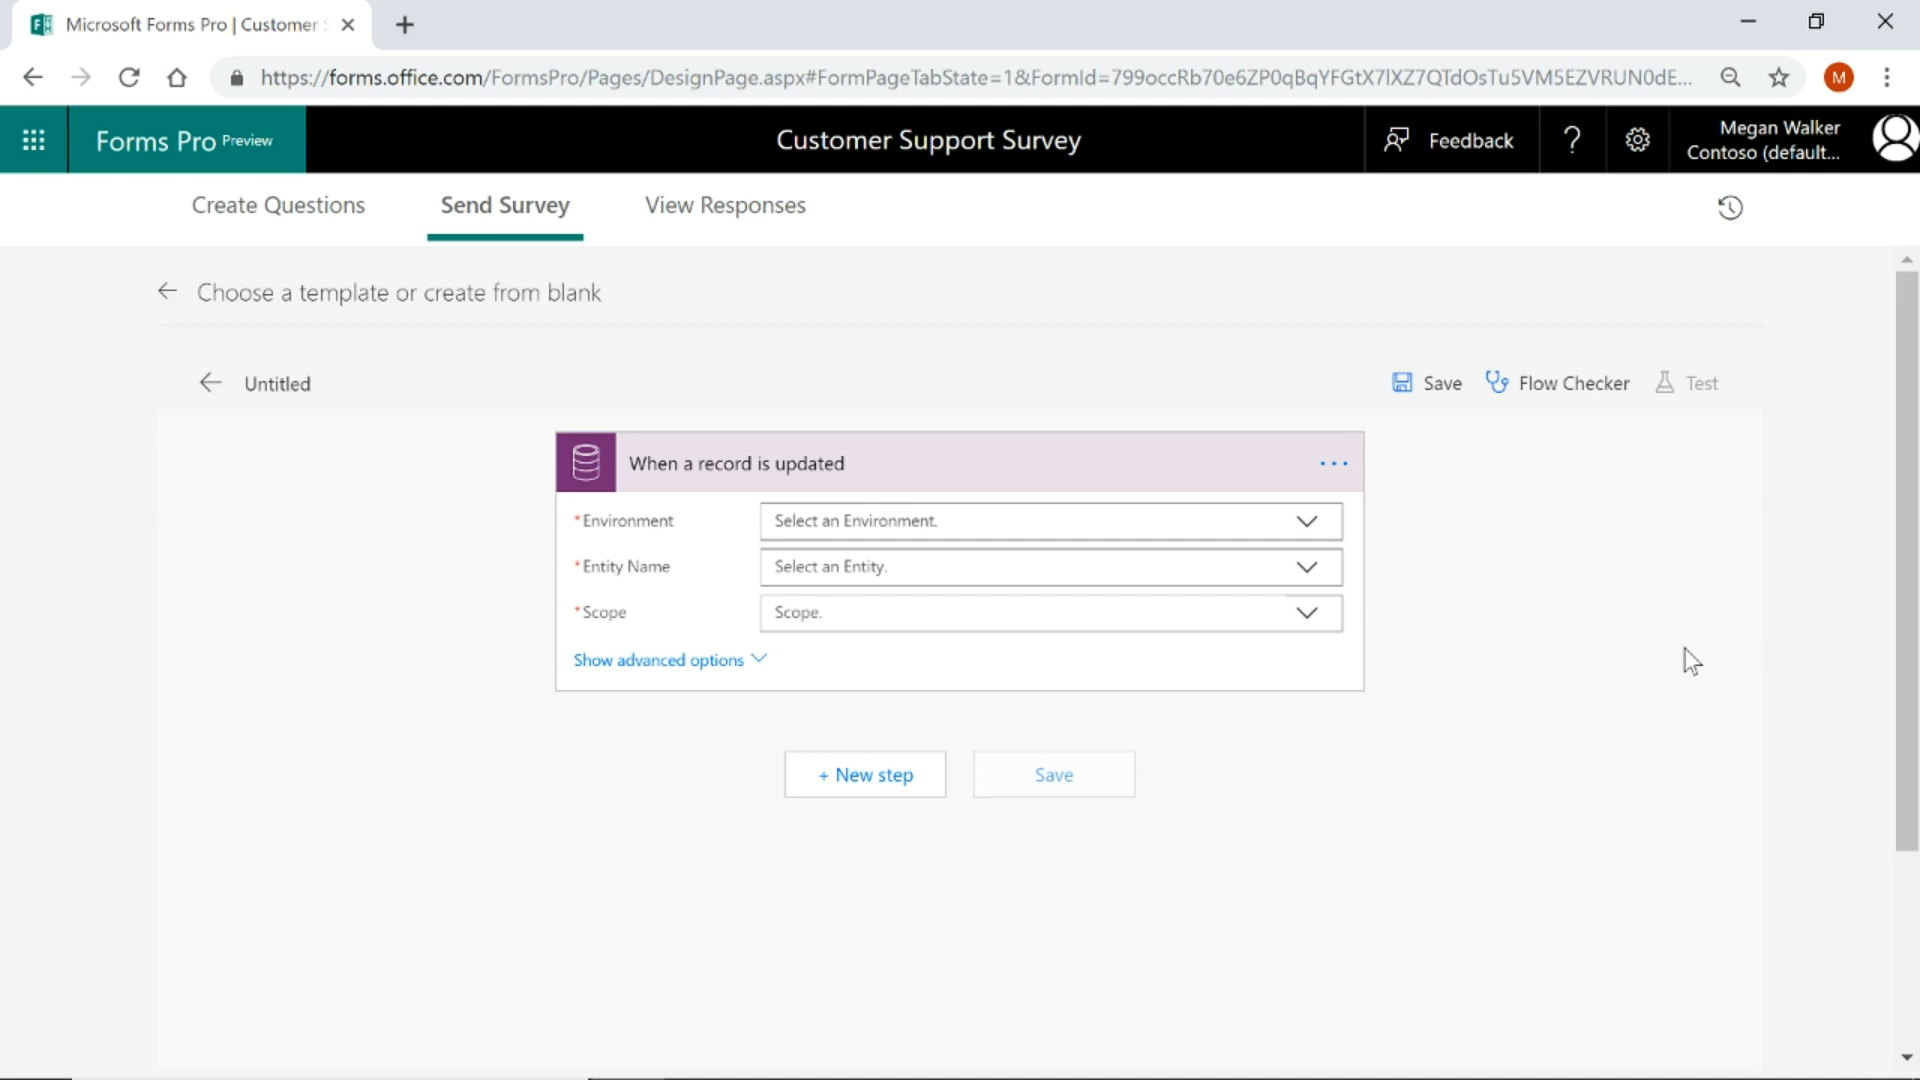 Microsoft Forms Pro | Customer S
https://forms.office.com/FormsPro/Pages/DesignPage.aspx#FormPageTabState=1&FormId=799occRb70e6ZP0qBqYFGtX7lXZ7QTdOsTu5VM5EZVRUN0dE...
M
Forms Pro Preview
Customer Support Survey
Feedback
?
Megan Walker
Contoso (default...
Create Questions
Send Survey
View Responses
Choose a template or create from blank
Untitled
Save
Flow Checker
Test
When a record is updated
...
*Environment
Select an Environment.
*Entity Name
Select an Entity.
*Scope
Scope.
Show advanced options
+ New step
Save